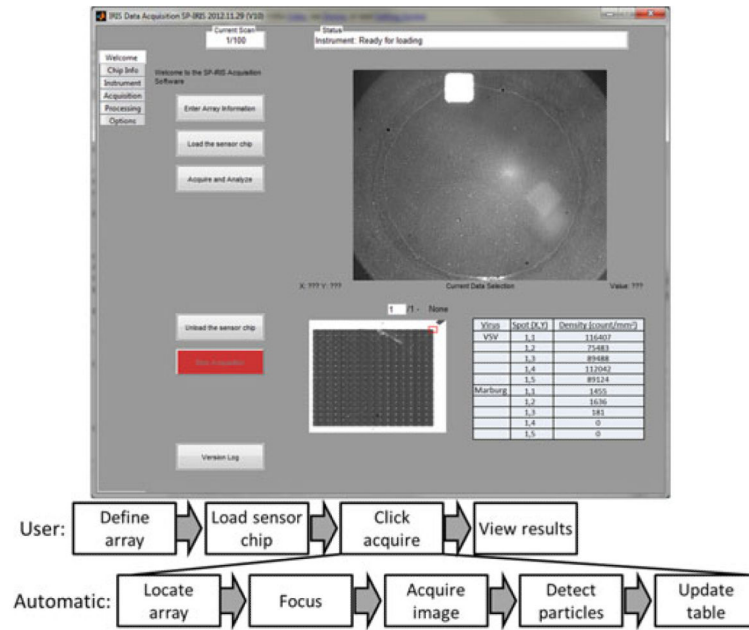 IRIS Data Acquisition SP-IRIS 2012.11.29 (V10)
Current Scan
1/100
Status
Instrument: Ready for loading
Welcome
Chip Info
Instrument
Acquisition
Processing
Options
Welcome to the SP-IRIS Acquisition
Software
Enter Array Information
Load the sensor chip
Acquire and Analyze
X: ??? Y: ???
Current Data Selection
Value: ???
1 /1 - None
Unload the sensor chip
Version Log
Virus Spot (X,Y) Density (count/mm²)
VSV 1,1 116407
1,2 75483
1,3 89488
1,4 112042
1,5 89124
Marburg 1,1 1455
1,2 1636
1,3 181
1,4 0
1,5 0
User:
Define
array
Load sensor
chip
Click
acquire
View results
Automatic:
Locate
array
Focus
Acquire
image
Detect
particles
Update
table